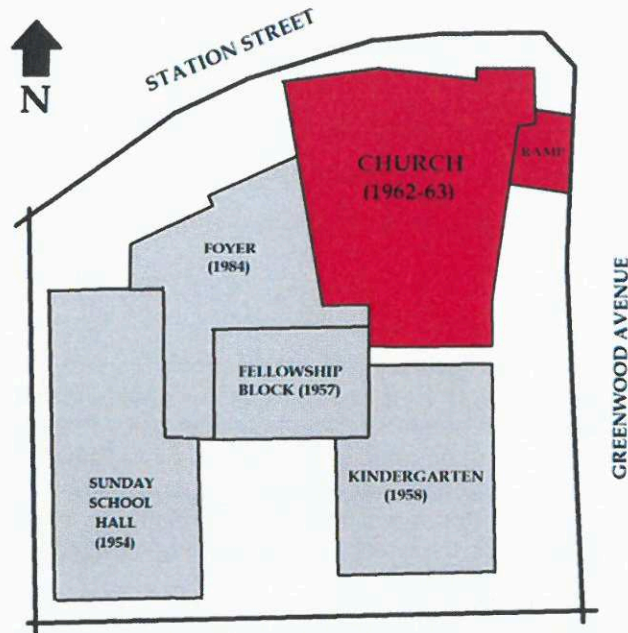 N
STATION STREET
CHURCH
(1962-63)
RAMP
FOYER
(1984)
GREENWOOD AVENUE
FELLOWSHIP
BLOCK (1957)
SUNDAY
SCHOOL
HALL
(1954)
KINDERGARTEN
(1958)